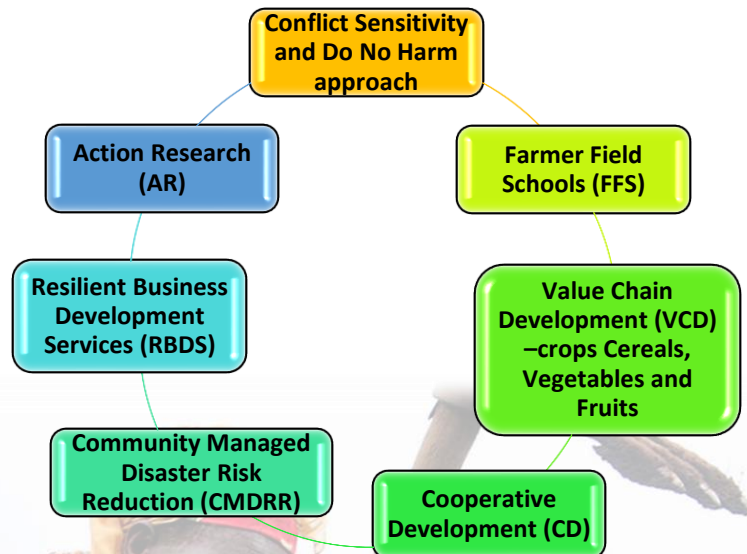 Conflict Sensitivity
and Do No Harm
approach
Farmer Field
Schools (FFS)
Value Chain
Development (VCD)
–crops Cereals,
Vegetables and
Fruits
Cooperative
Development (CD)
Community Managed
Disaster Risk
Reduction (CMDRR)
Resilient Business
Development
Services (RBDS)
Action Research
(AR)